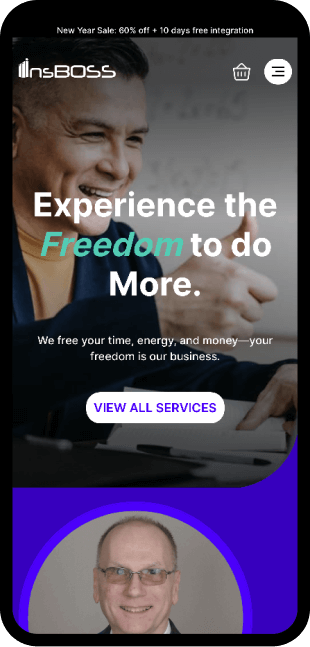 New Year Sale: 60% off + 10 days free integration
InsBOSS
Experience the
Freedom to do
More.
We free your time, energy, and money—your
freedom is our business.
VIEW ALL SERVICES